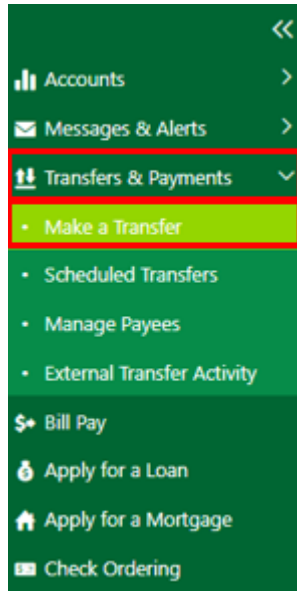 Accounts
Messages & Alerts
Transfers & Payments
• Make a Transfer
• Scheduled Transfers
• Manage Payees
• External Transfer Activity
Bill Pay
Apply for a Loan
Apply for a Mortgage
Check Ordering